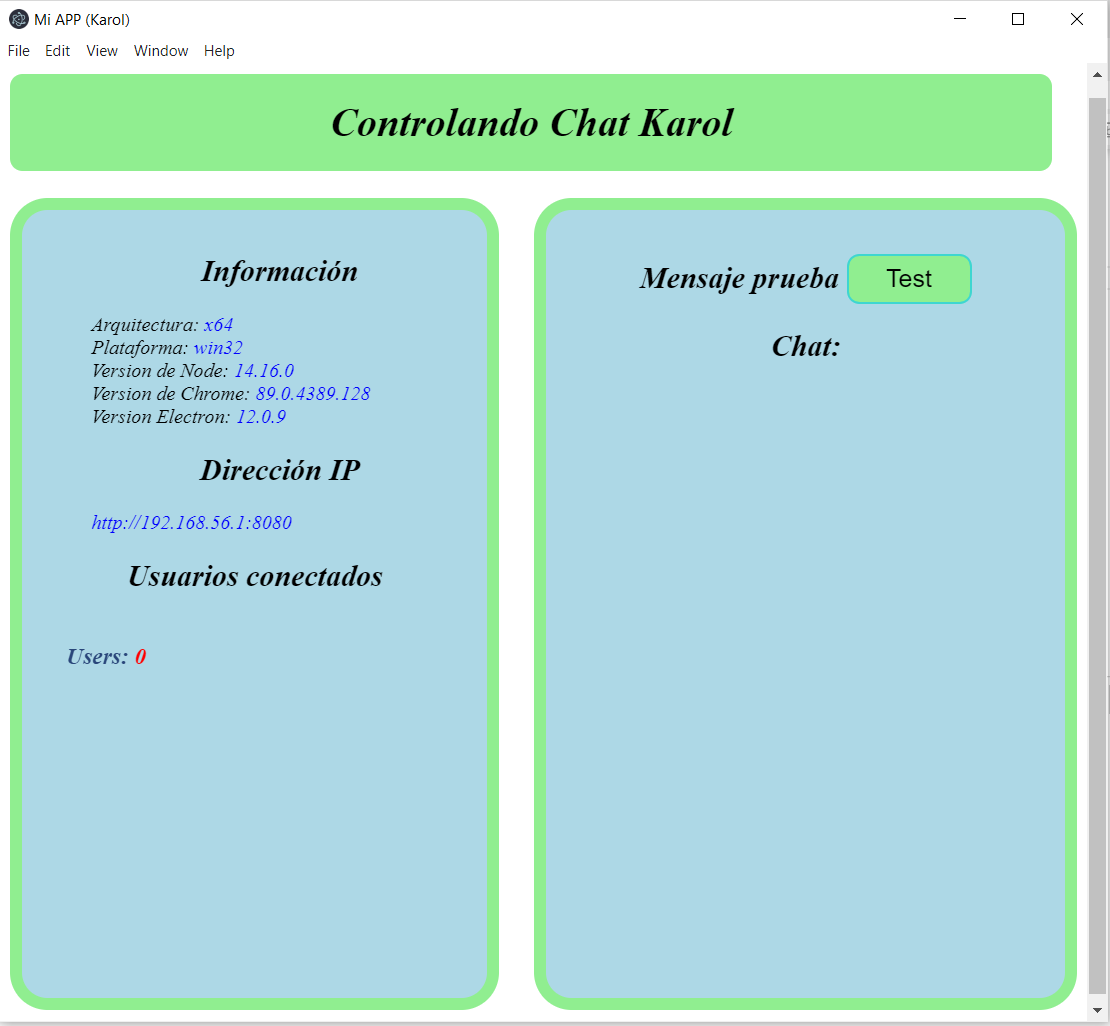 Mi APP (Karol)
File Edit View Window Help
Controlando Chat Karol
Información
Arquitectura: x64
Plataforma: win32
Version de Node: 14.16.0
Version de Chrome: 89.0.4389.128
Version Electron: 12.0.9
Dirección IP
http://192.168.56.1:8080
Usuarios conectados
Users: 0
Mensaje prueba Test
Chat: